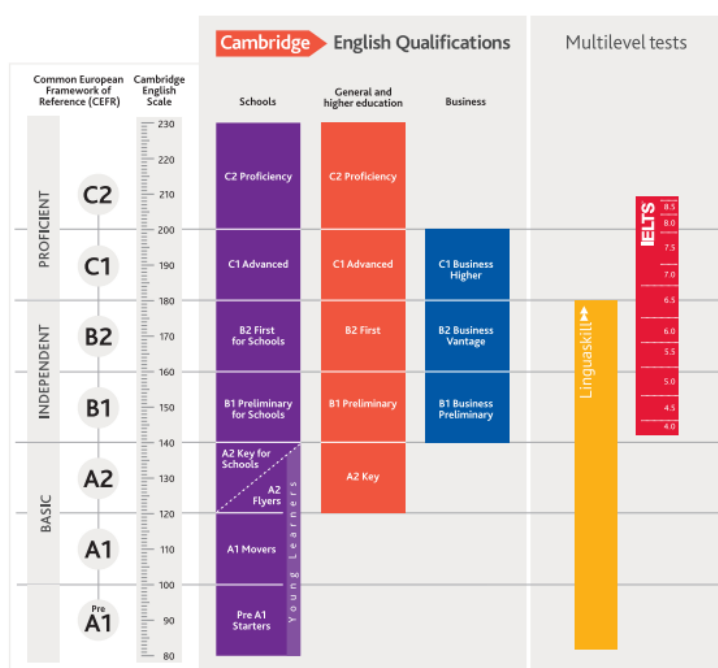 Cambridge English Qualifications
Multilevel tests
Common European
Framework of
Reference (CEFR)
Cambridge
English
Scale
Schools
General and
higher education
Business
PROFICIENT
INDEPENDENT
BASIC
C2
C1
B2
B1
A2
A1
Pre
A1
230
220
210
200
190
180
170
160
150
140
130
120
110
100
90
80
C2 Proficiency
C1 Advanced
B2 First
for Schools
B1 Preliminary
for Schools
A2 Key for
Schools
A2
Flyers
A1 Movers
Pre A1
Starters
Young Learners
C2 Proficiency
C1 Advanced
B2 First
B1 Preliminary
A2 Key
C1 Business
Higher
B2 Business
Vantage
B1 Business
Preliminary
Linguaskill
IELTS
8.5
8.0
7.5
7.0
6.5
6.0
5.5
5.0
4.5
4.0